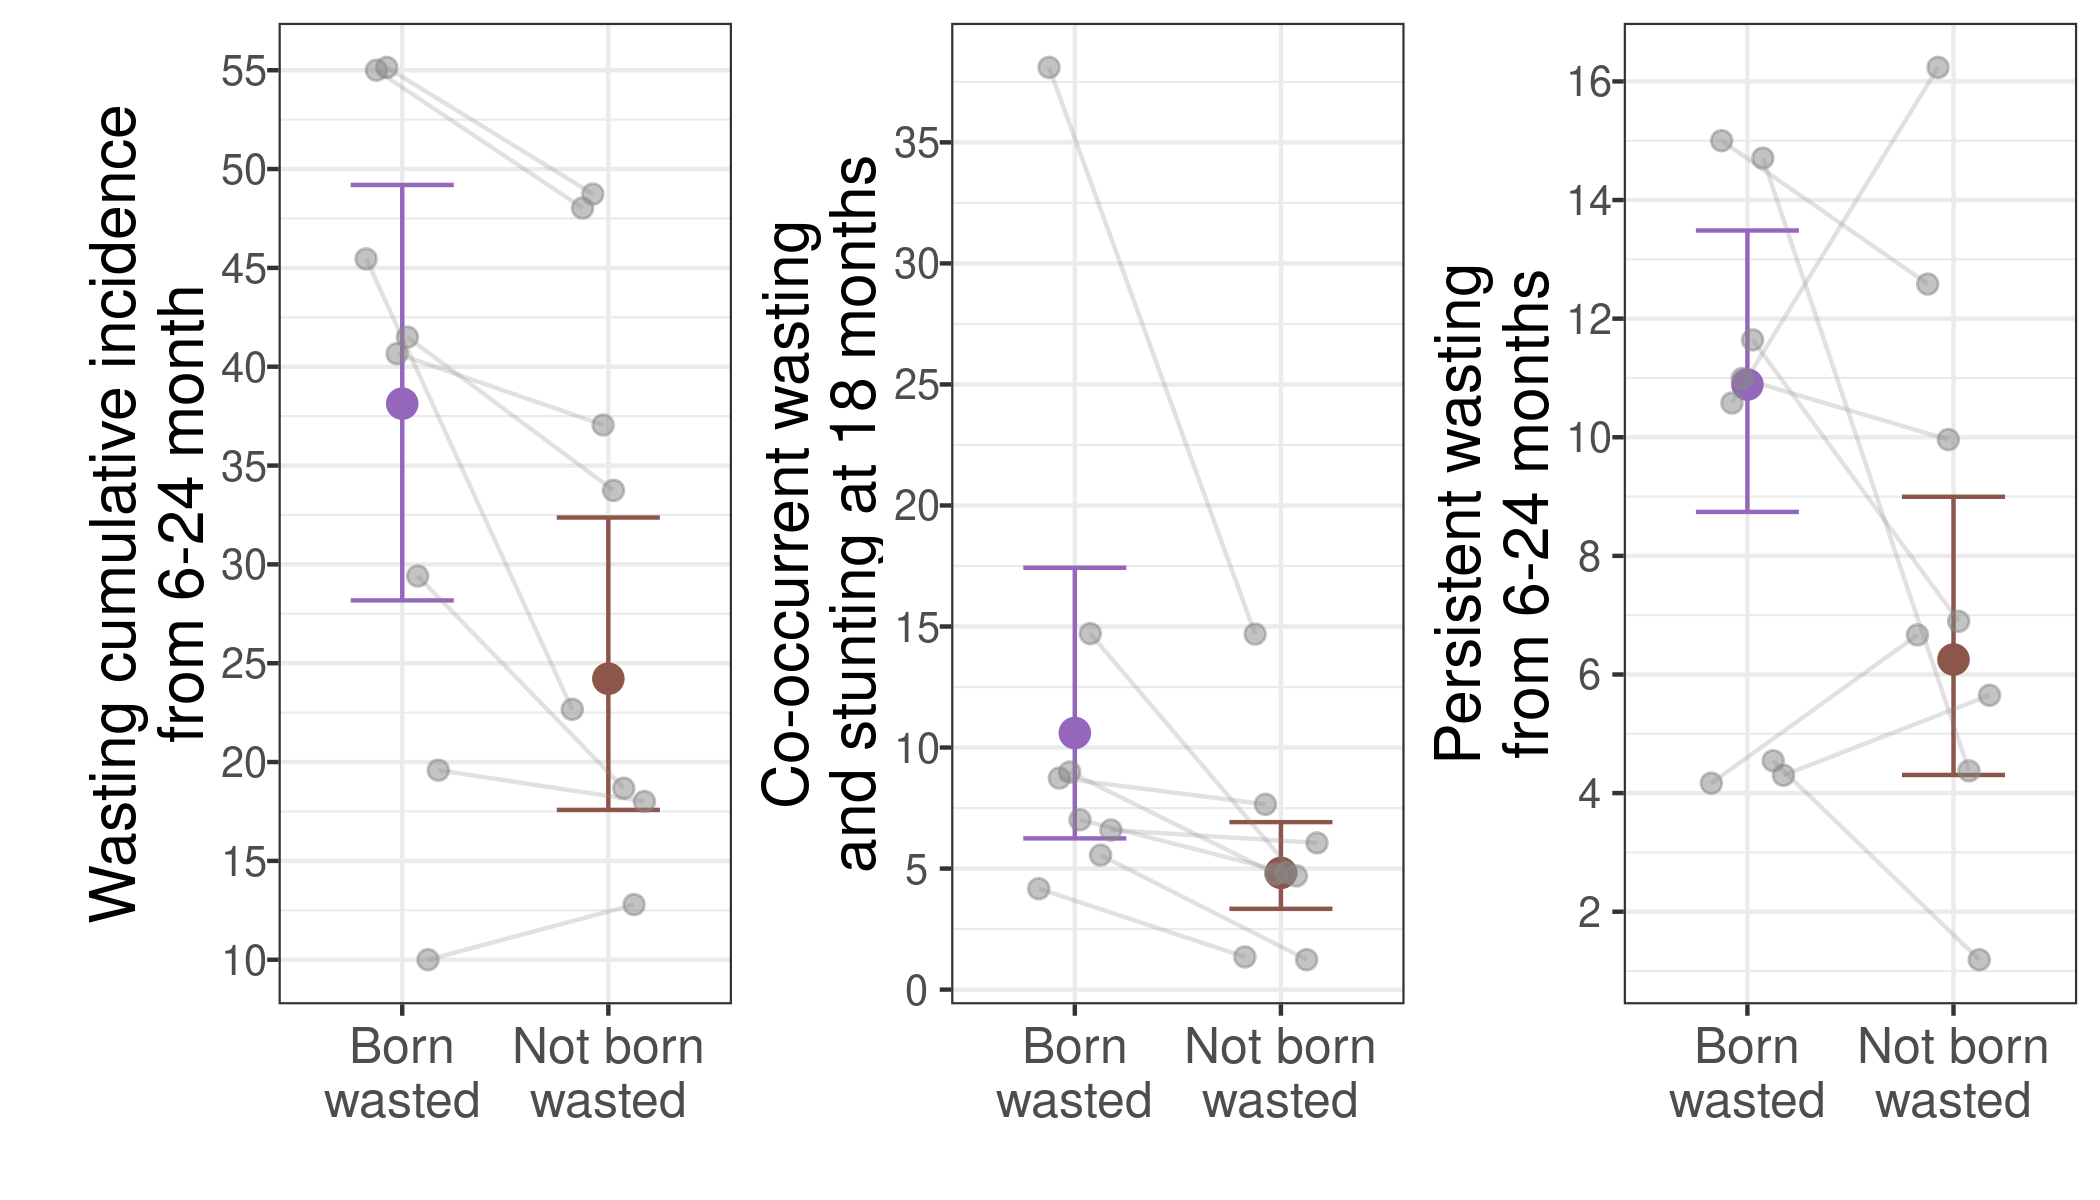 Wasting cumulative incidence
from 6-24 month
55
50
45
40
35
30
25
20
15
10
Born
wasted
Not born
wasted
Co-occurrent wasting
and stunting at 18 months
35
30
25
20
15
10
5
0
Born
wasted
Not born
wasted
Persistent wasting
from 6-24 months
16
14
12
10
8
6
4
2
Born
wasted
Not born
wasted